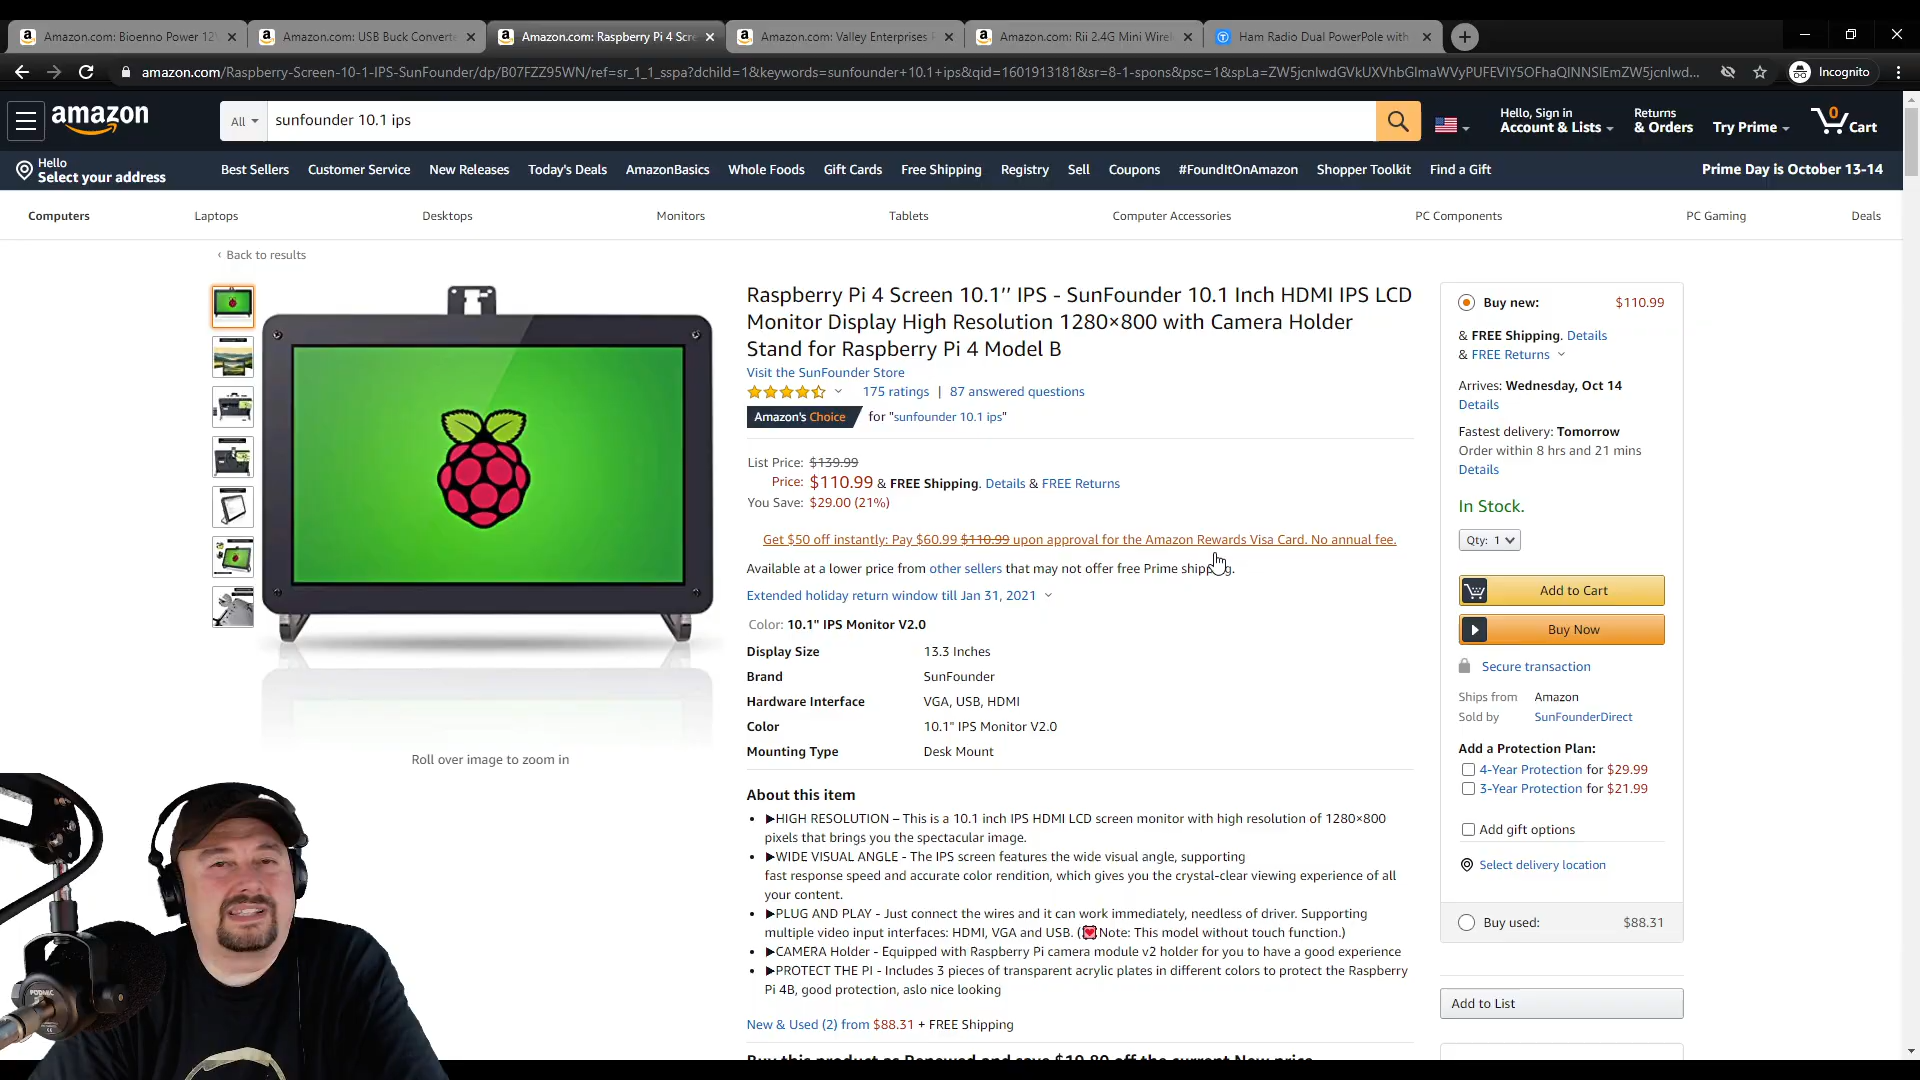 Amazon.com: Bioenno Power 12V
Amazon.com: USB Buck Converte
Amazon.com: Raspberry Pi 4 Scre
Amazon.com: Valley Enterprises
Amazon.com: Rii 2.4G Mini Wirel
Ham Radio Dual PowerPole with
amazon.com/Raspberry-Screen-10-1-IPS-SunFounder/dp/B07FZZ95WN/ref=sr_1_1_sspa?dchild=1&keywords=sunfounder+10.1+ips&qid=1601913181&sr=8-1-spons&psc=1&spLa=
Incognito
amazon
All
sunfounder 10.1 ips
Hello, Sign in
Account & Lists
Returns
& Orders
Try Prime
0
Cart
Hello
Select your address
Best Sellers
Customer Service
New Releases
Today's Deals
AmazonBasics
Whole Foods
Gift Cards
Free Shipping
Registry
Sell
Coupons
#FoundItOnAmazon
Shopper Toolkit
Find a Gift
Prime Day is October 13-14
Computers
Laptops
Desktops
Monitors
Tablets
Computer Accessories
PC Components
PC Gaming
Deals
‹ Back to results
Roll over image to zoom in
Raspberry Pi 4 Screen 10.1′′ IPS - SunFounder 10.1 Inch HDMI IPS LCD
Monitor Display High Resolution 1280×800 with Camera Holder
Stand for Raspberry Pi 4 Model B
Visit the SunFounder Store
175 ratings | 87 answered questions
Amazon's Choice for "sunfounder 10.1 ips"
List Price: $139.99
Price: $110.99 & FREE Shipping. Details & FREE Returns
You Save: $29.00 (21%)
Get $50 off instantly: Pay $60.99 $110.99 upon approval for the Amazon Rewards Visa Card. No annual fee.
Available at a lower price from other sellers that may not offer free Prime shipping.
Extended holiday return window till Jan 31, 2021
Color: 10.1" IPS Monitor V2.0
Display Size 13.3 Inches
Brand SunFounder
Hardware Interface VGA, USB, HDMI
Color 10.1" IPS Monitor V2.0
Mounting Type Desk Mount
About this item
• ▶HIGH RESOLUTION – This is a 10.1 inch IPS HDMI LCD screen monitor with high resolution of 1280×800
pixels that brings you the spectacular image.
• ▶WIDE VISUAL ANGLE - The IPS screen features the wide visual angle, supporting
fast response speed and accurate color rendition, which gives you the crystal-clear viewing experience of all
your content.
• ▶PLUG AND PLAY - Just connect the wires and it can work immediately, needless of driver. Supporting
multiple video input interfaces: HDMI, VGA and USB. (💓Note: This model without touch function.)
• ▶CAMERA Holder - Equipped with Raspberry Pi camera module v2 holder for you to have a good experience
• ▶PROTECT THE PI - Includes 3 pieces of transparent acrylic plates in different colors to protect the Raspberry
Pi 4B, good protection, aslo nice looking
New & Used (2) from $88.31 + FREE Shipping
Buy this product as Renewed and save $19.80 off the current New price
Buy new: $110.99
& FREE Shipping. Details
& FREE Returns
Arrives: Wednesday, Oct 14
Details
Fastest delivery: Tomorrow
Order within 8 hrs and 21 mins
Details
In Stock.
Qty: 1
Add to Cart
Buy Now
Secure transaction
Ships from Amazon
Sold by SunFounderDirect
Add a Protection Plan:
4-Year Protection for $29.99
3-Year Protection for $21.99
Add gift options
Select delivery location
Buy used: $88.31
Add to List
PODMIC